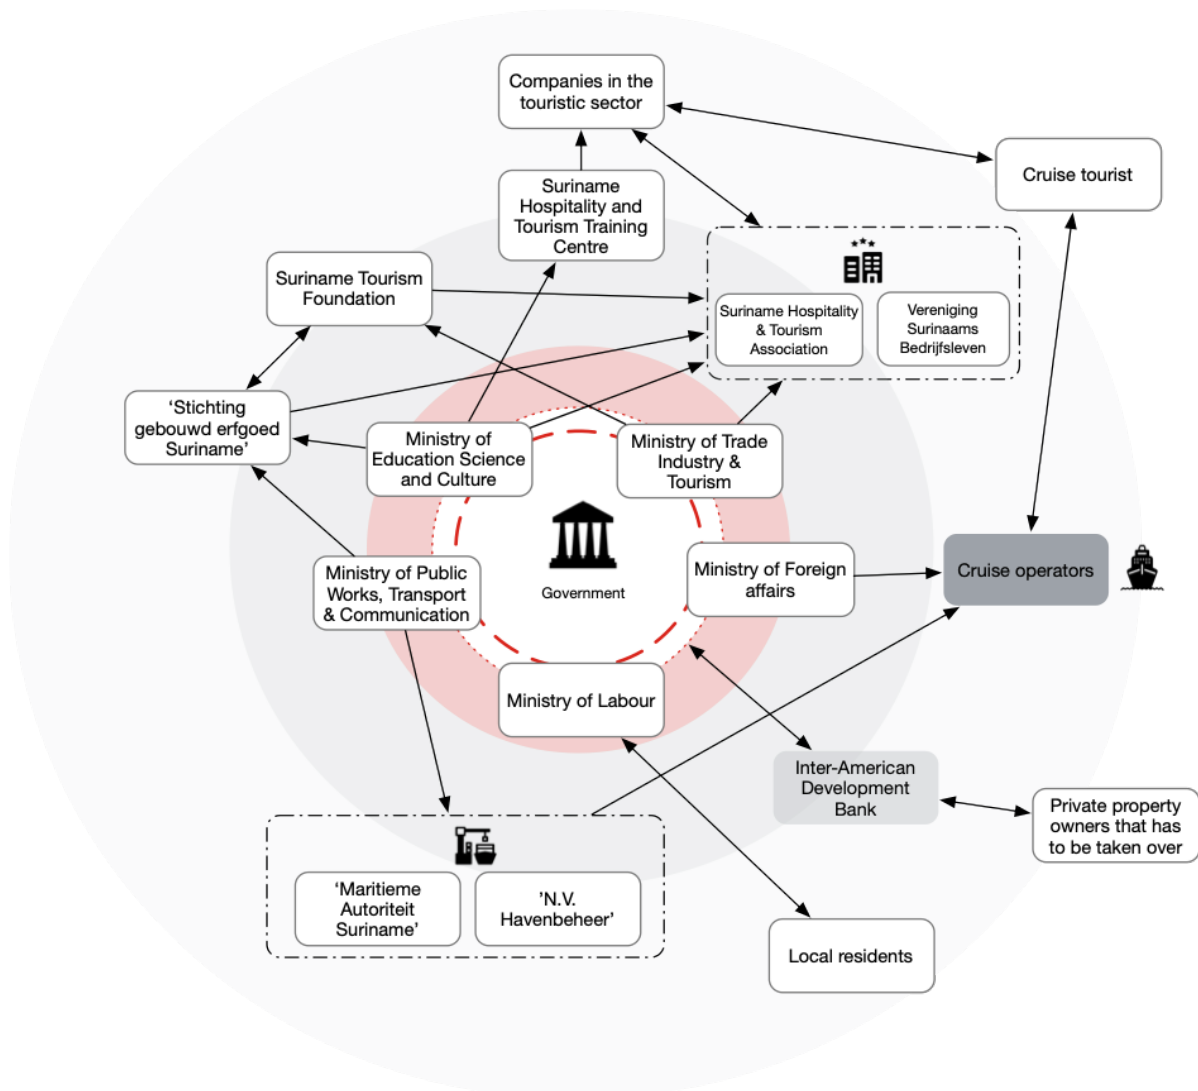 Companies in the
touristic sector
Cruise tourist
Suriname
Hospitality and
Tourism Training
Centre
Suriname Tourism
Foundation
Suriname Hospitality
& Tourism
Association
Vereniging
Surinaams
Bedrijfsleven
‘Stichting
gebouwd erfgoed
Suriname’
Ministry of
Education Science
and Culture
Ministry of Trade
Industry &
Tourism
Government
Ministry of Public
Works, Transport
& Communication
Ministry of Foreign
affairs
Cruise operators
Ministry of Labour
Inter-American
Development
Bank
Private property
owners that has
to be taken over
‘Maritieme
Autoriteit
Suriname’
’N.V.
Havenbeheer’
Local residents